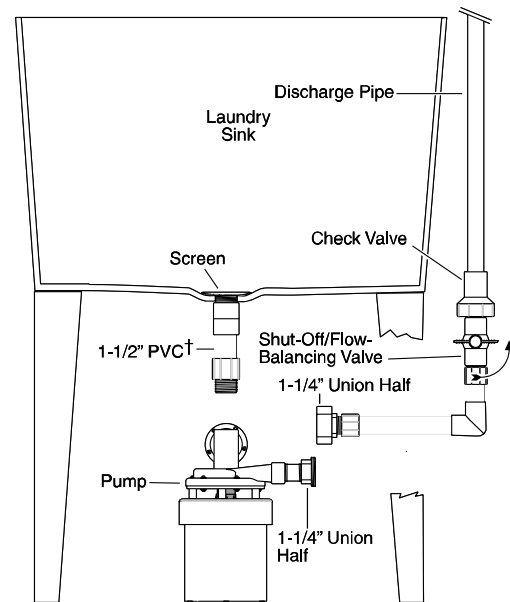 Discharge Pipe
Laundry
Sink
Check Valve
Screen
Shut-Off/Flow-
Balancing Valve
1-1/2" PVC†
1-1/4" Union Half
Pump
1-1/4" Union
Half